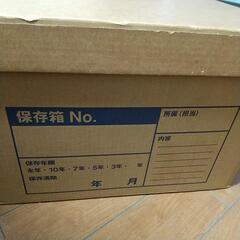 保存箱 No.
所属(担当)
内容
保存年限
永年・10年・7年・5年・3年・ 年
保存満期
年 月